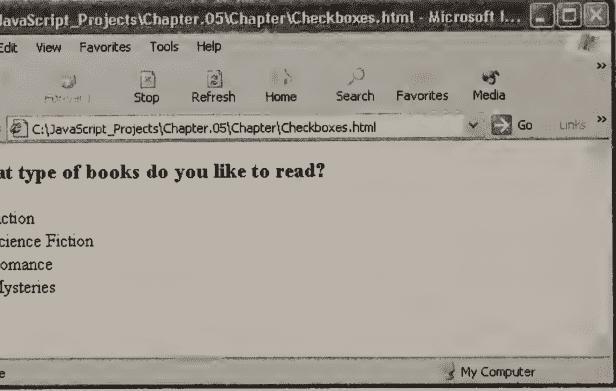 JavaScript_Projects\Chapter.05\Chapter\Checkboxes.html - Microsoft I...
Edit View Favorites Tools Help
Stop Refresh Home Search Favorites Media »
C:\JavaScript_Projects\Chapter.05\Chapter\Checkboxes.html Go Links »
at type of books do you like to read?
ction
cience Fiction
omance
Mysteries
e My Computer